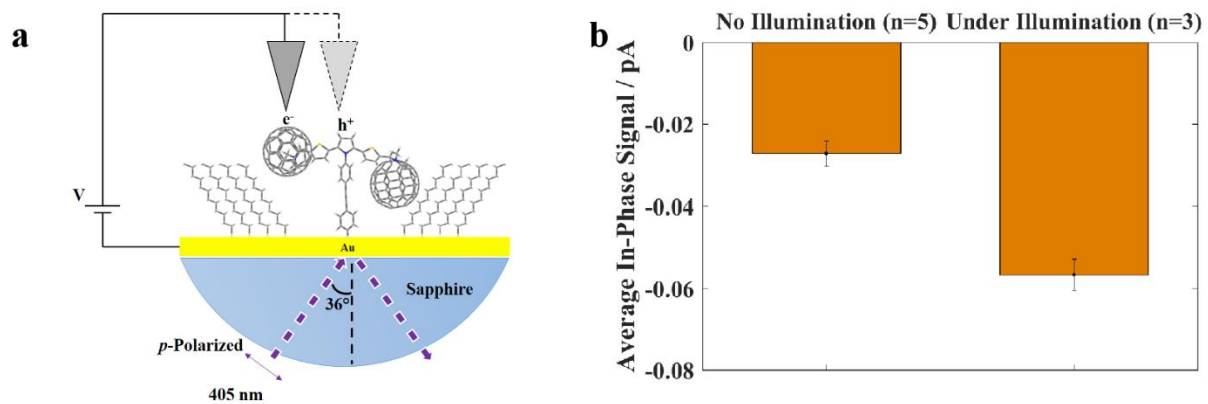 a
V
e-
h+
Au
Sapphire
36°
p-Polarized
405 nm
b
No Illumination (n=5) Under Illumination (n=3)
Average In-Phase Signal / pA
0
-0.02
-0.04
-0.06
-0.08